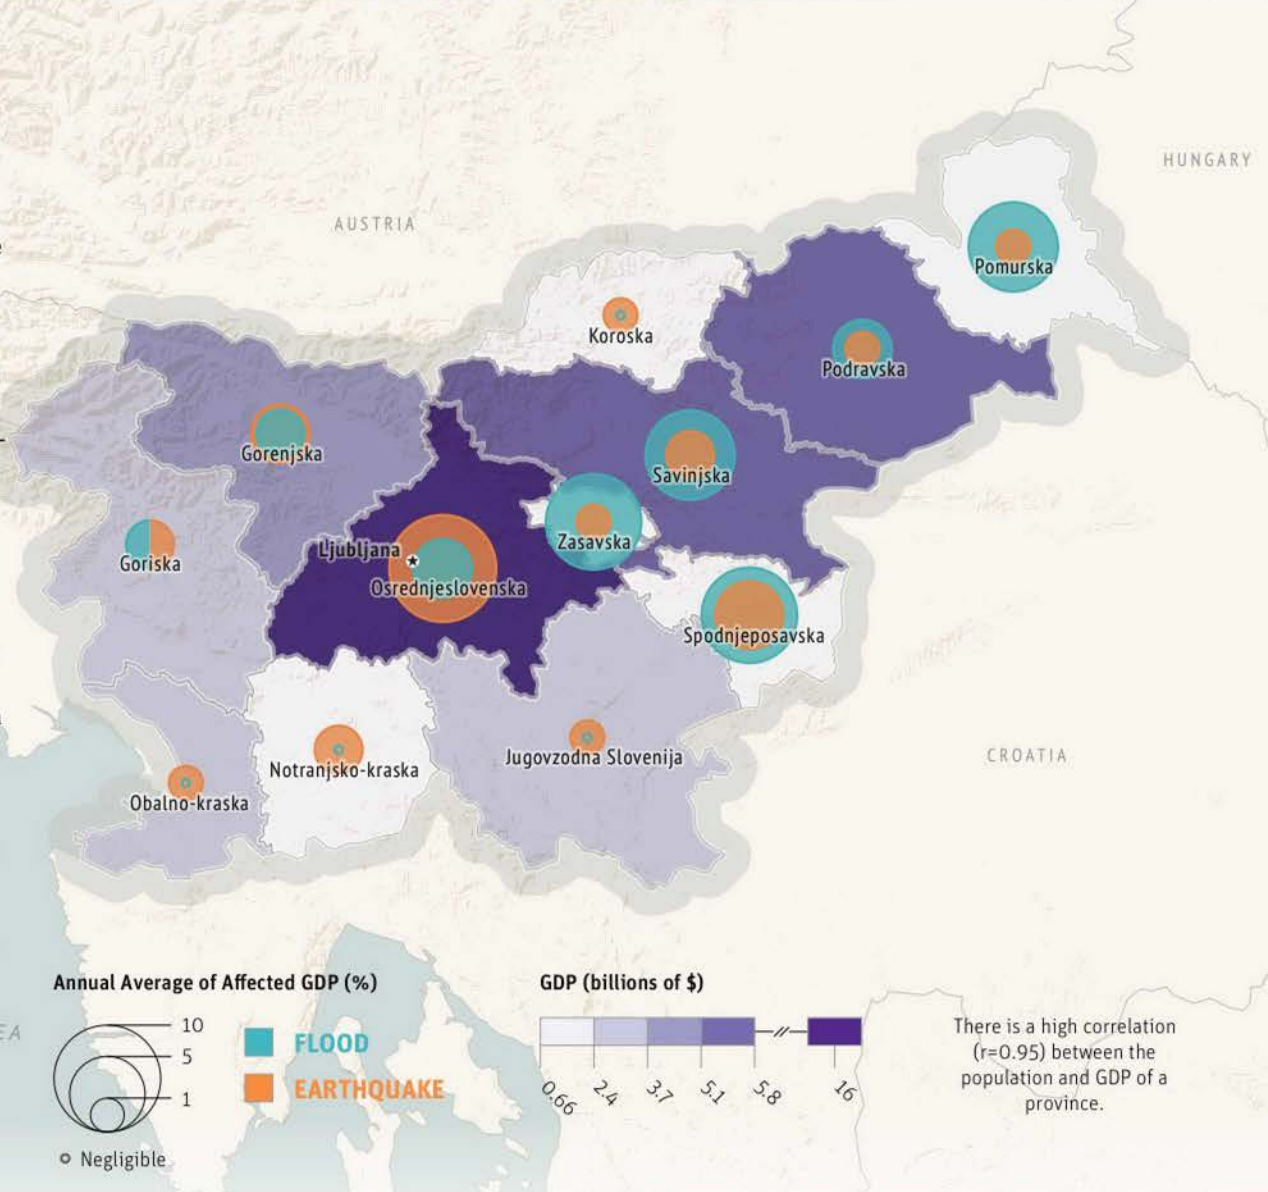 HUNGARY
AUSTRIA
Pomurska
Koroska
Podravska
Gorenjska
Savinjska
Zasavska
Ljubljana
Goriska
Osrednjeslovenska
Spodnjeposavska
Jugovzodna Slovenija
CROATIA
Notranjsko-kraska
Obalno-kraska
Annual Average of Affected GDP (%)
10
5
1
Negligible
FLOOD
EARTHQUAKE
GDP (billions of $)
0.66
2.4
3.7
5.1
5.8
16
There is a high correlation
(r=0.95) between the
population and GDP of a
province.
EA